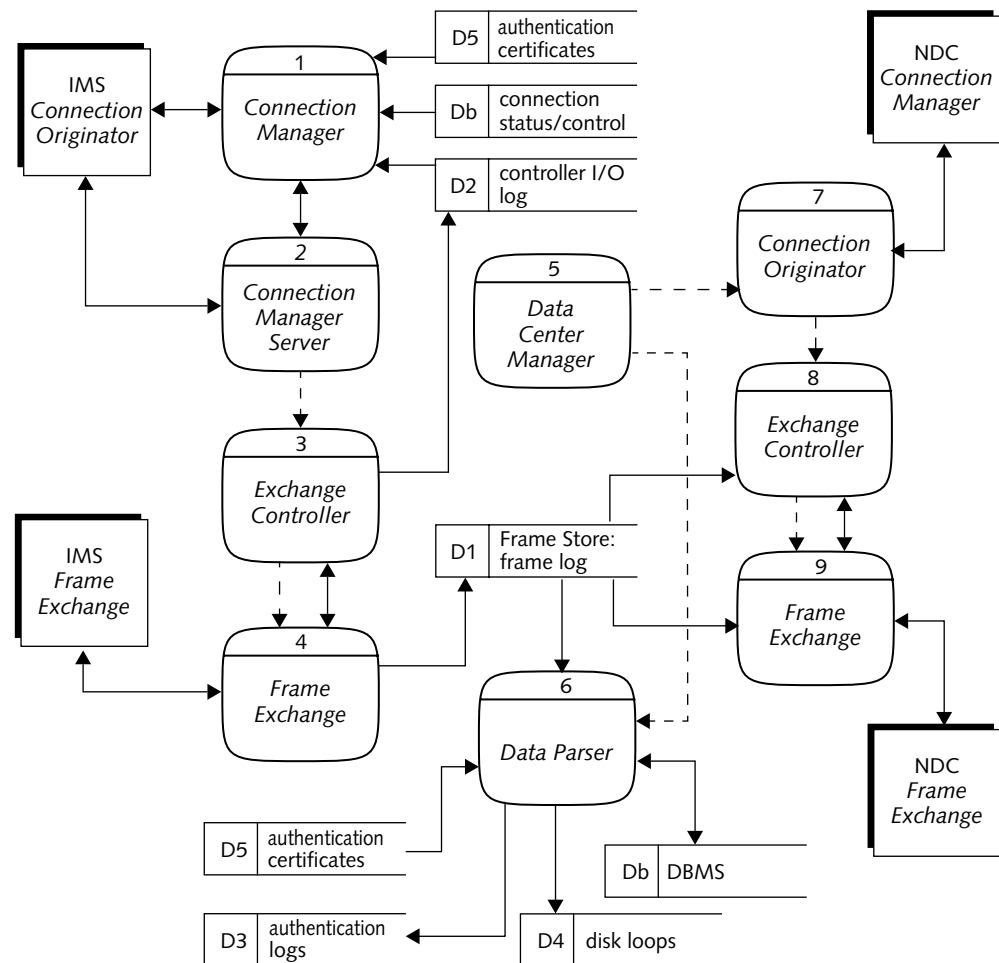 IMS
Connection
Originator
1
Connection
Manager
D5
authentication
certificates
Db
connection
status/control
D2
controller I/O
log
NDC
Connection
Manager
2
Connection
Manager
Server
5
Data
Center
Manager
7
Connection
Originator
3
Exchange
Controller
8
Exchange
Controller
IMS
Frame
Exchange
D1
Frame Store:
frame log
4
Frame
Exchange
9
Frame
Exchange
6
Data Parser
NDC
Frame
Exchange
D5
authentication
certificates
Db
DBMS
D3
authentication
logs
D4
disk loops